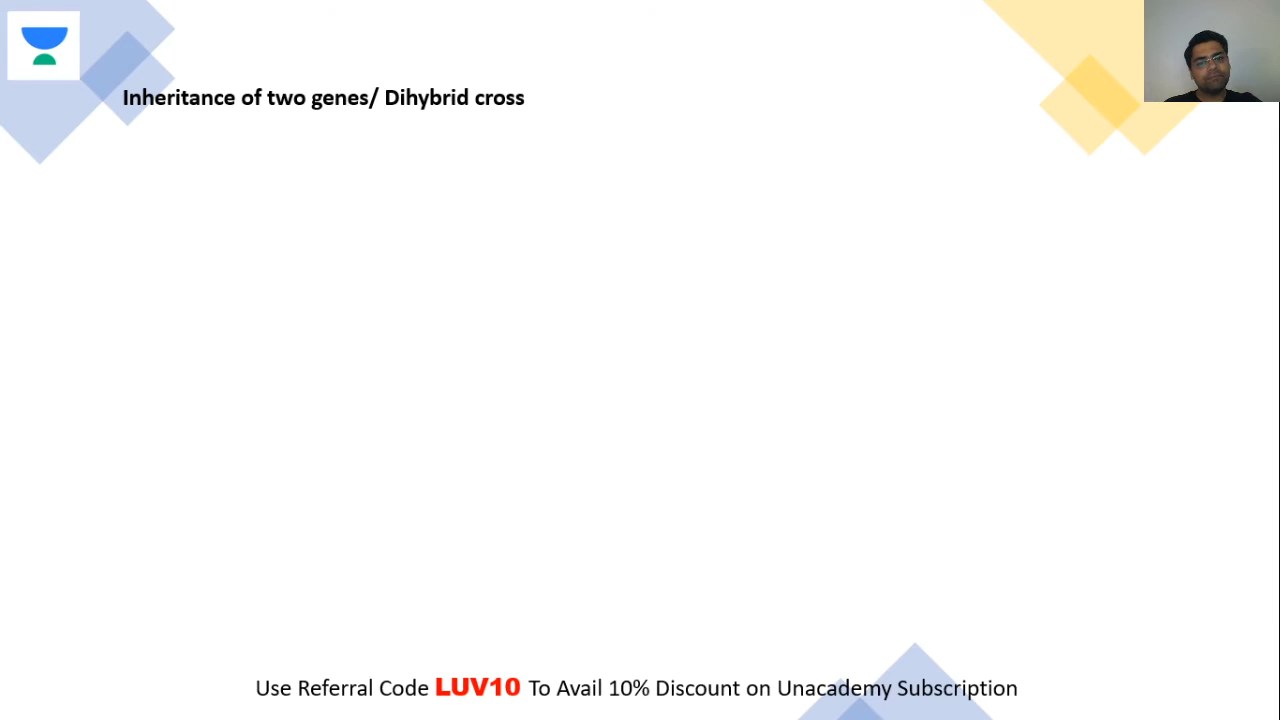 Inheritance of two genes/ Dihybrid cross
Use Referral Code LUV10 To Avail 10% Discount on Unacademy Subscription